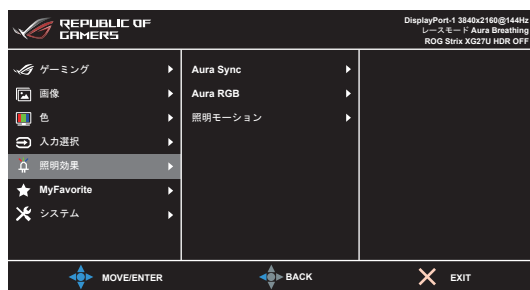 REPUBLIC OF
GAMERS
DisplayPort-1 3840x2160@144Hz
レースモード Aura Breathing
ROG Strix XG27U HDR OFF
ゲーミング
画像
色
入力選択
照明効果
MyFavorite
システム
Aura Sync
Aura RGB
照明モーション
MOVE/ENTER
BACK
EXIT